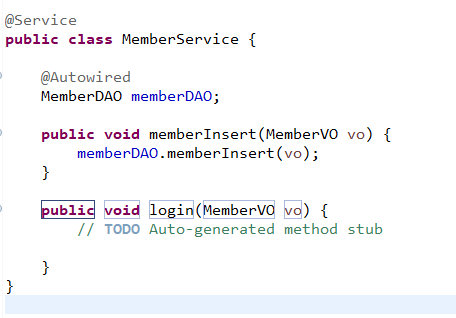 @Service
public class MemberService {
@Autowired
MemberDAO memberDAO;
public void memberInsert(MemberVO vo) {
memberDAO.memberInsert(vo);
}
public void login(MemberVO vo) {
// TODO Auto-generated method stub
}
}